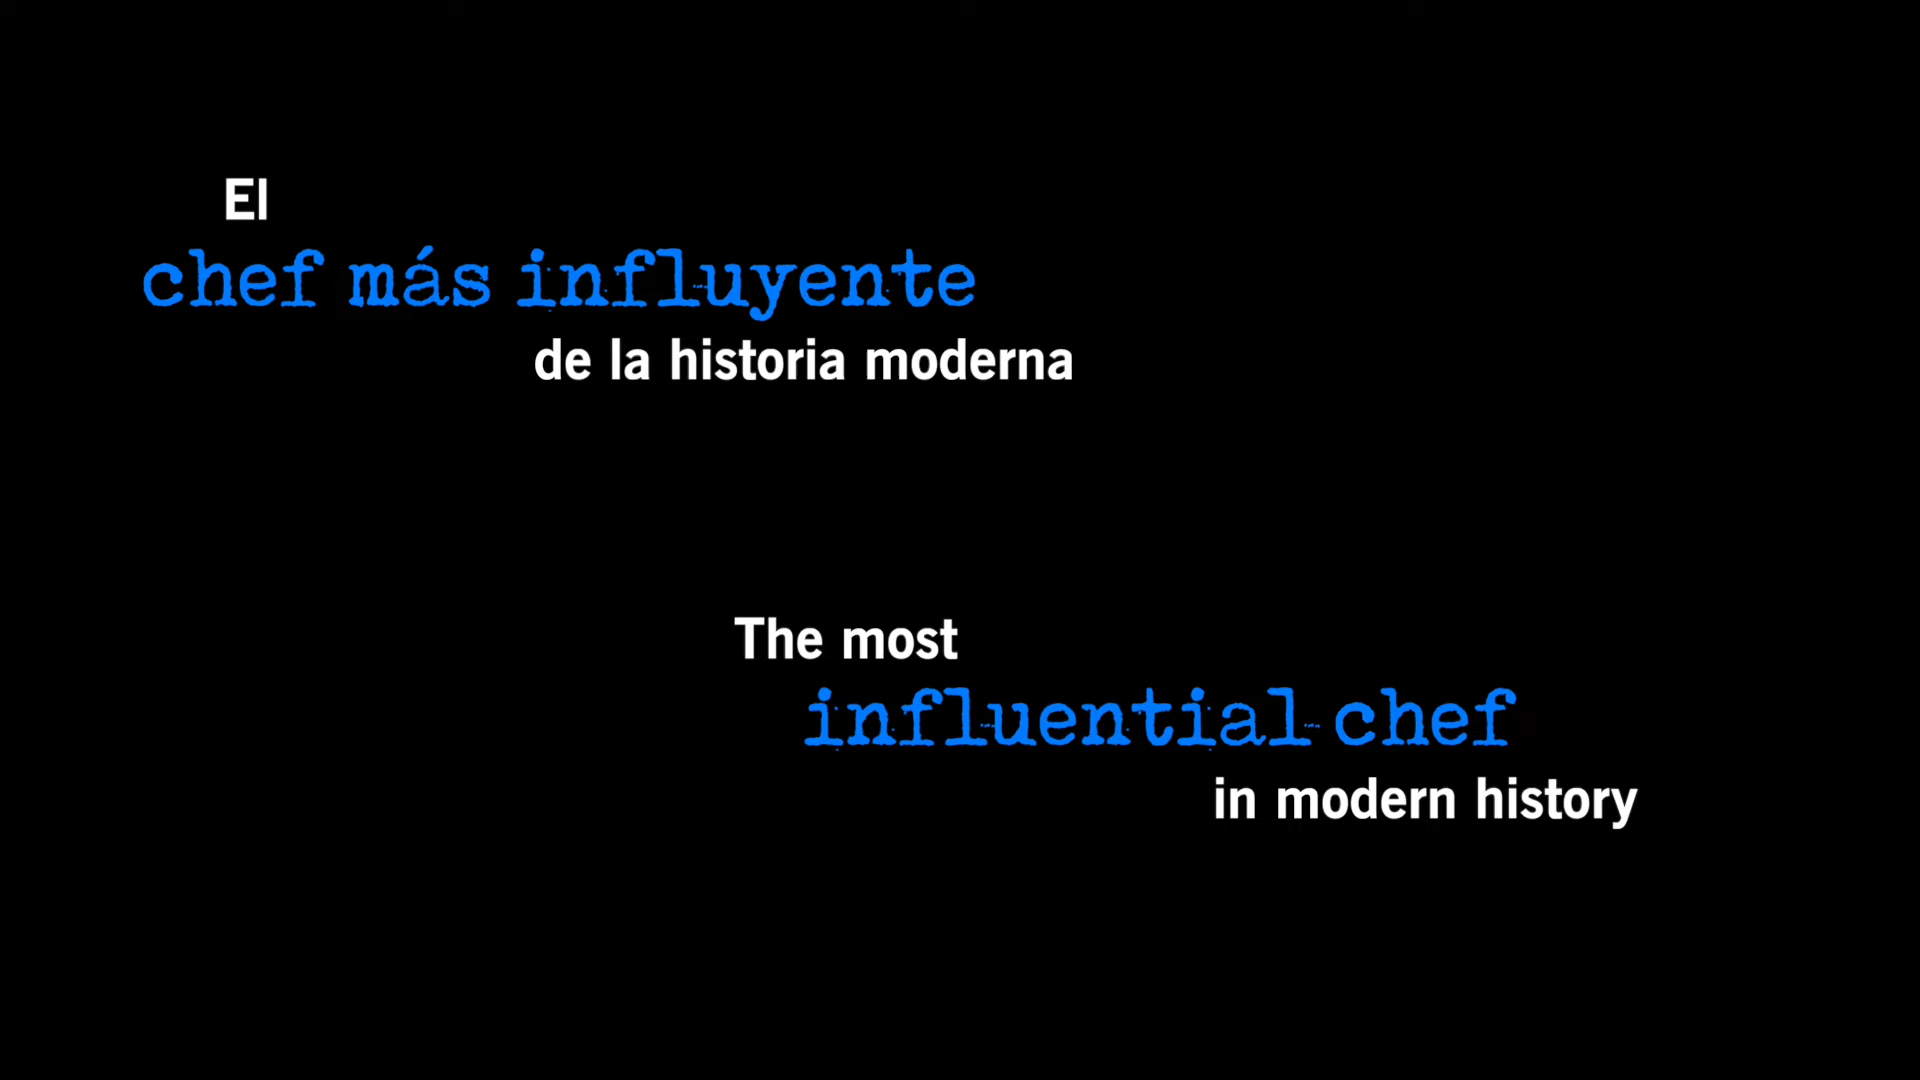 El
chef más influyente
de la historia moderna
The most
influential chef
in modern history